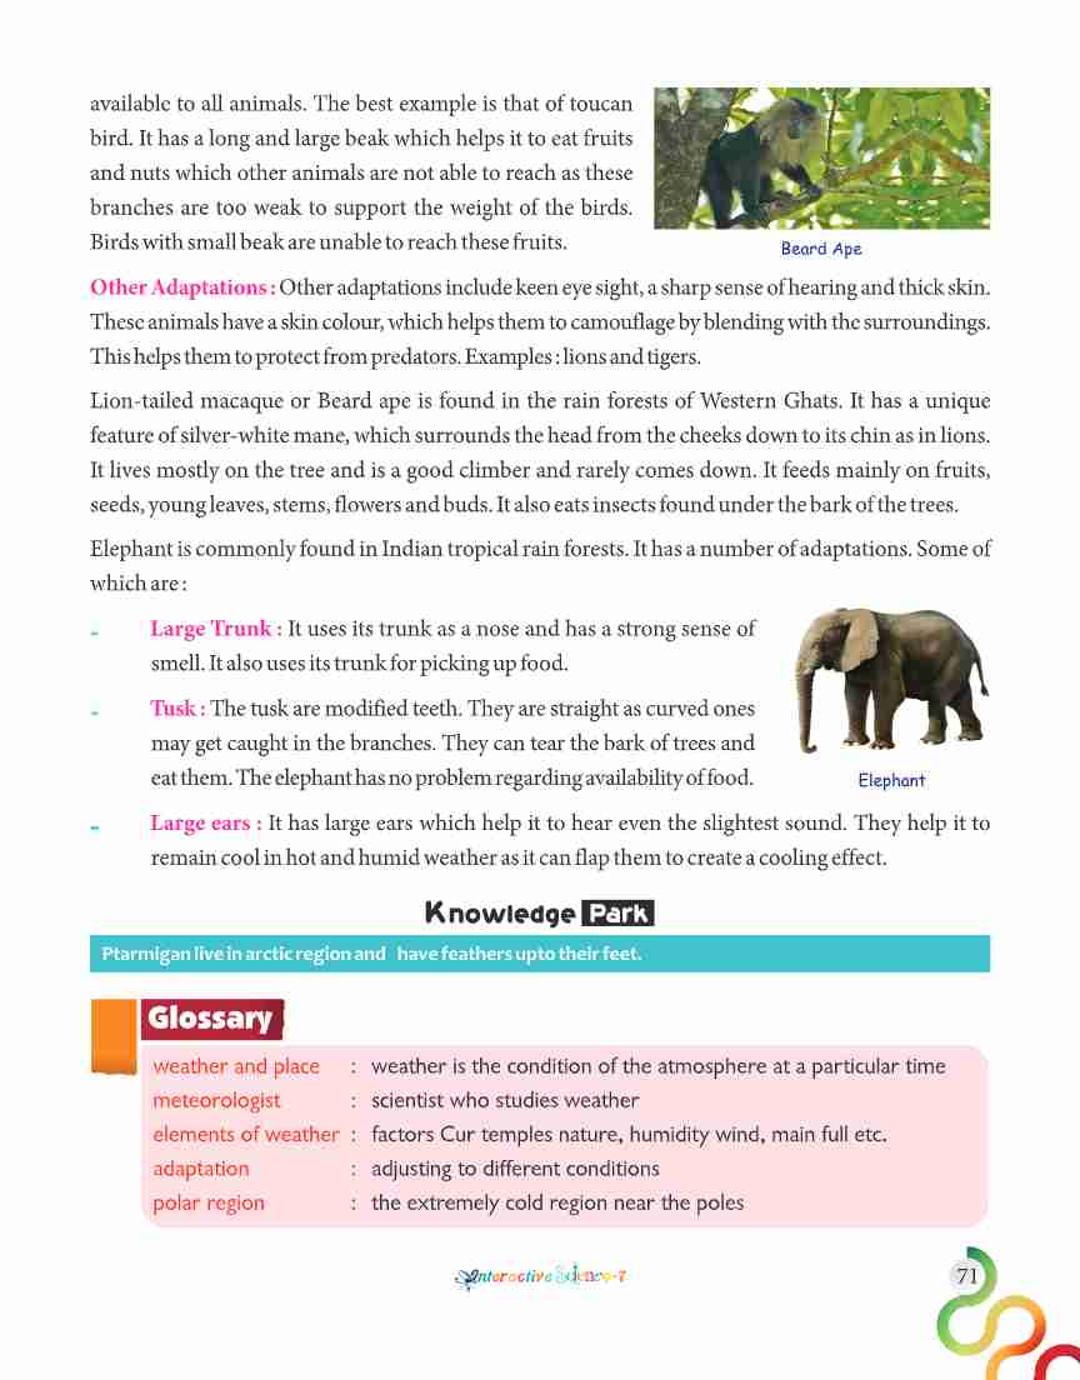 available to all animals. The best example is that of toucan
bird. It has a long and large beak which helps it to eat fruits
and nuts which other animals are not able to reach as these
branches are too weak to support the weight of the birds.
Birds with small beak are unable to reach these fruits.
Beard Ape
Other Adaptations : Other adaptations include keen eye sight, a sharp sense of hearing and thick skin.
These animals have a skin colour, which helps them to camouflage by blending with the surroundings.
This helps them to protect from predators. Examples : lions and tigers.
Lion-tailed macaque or Beard ape is found in the rain forests of Western Ghats. It has a unique
feature of silver-white mane, which surrounds the head from the cheeks down to its chin as in lions.
It lives mostly on the tree and is a good climber and rarely comes down. It feeds mainly on fruits,
seeds, young leaves, stems, flowers and buds. It also eats insects found under the bark of the trees.
Elephant is commonly found in Indian tropical rain forests. It has a number of adaptations. Some of
which are :
- Large Trunk : It uses its trunk as a nose and has a strong sense of
smell. It also uses its trunk for picking up food.
- Tusk : The tusk are modified teeth. They are straight as curved ones
may get caught in the branches. They can tear the bark of trees and
eat them. The elephant has no problem regarding availability of food.
Elephant
- Large ears : It has large ears which help it to hear even the slightest sound. They help it to
remain cool in hot and humid weather as it can flap them to create a cooling effect.
Knowledge Park
Ptarmigan live in arctic region and have feathers upto their feet.
Glossary
weather and place : weather is the condition of the atmosphere at a particular time
meteorologist : scientist who studies weather
elements of weather : factors Cur temples nature, humidity wind, main full etc.
adaptation : adjusting to different conditions
polar region : the extremely cold region near the poles
Interactive Science-7
71